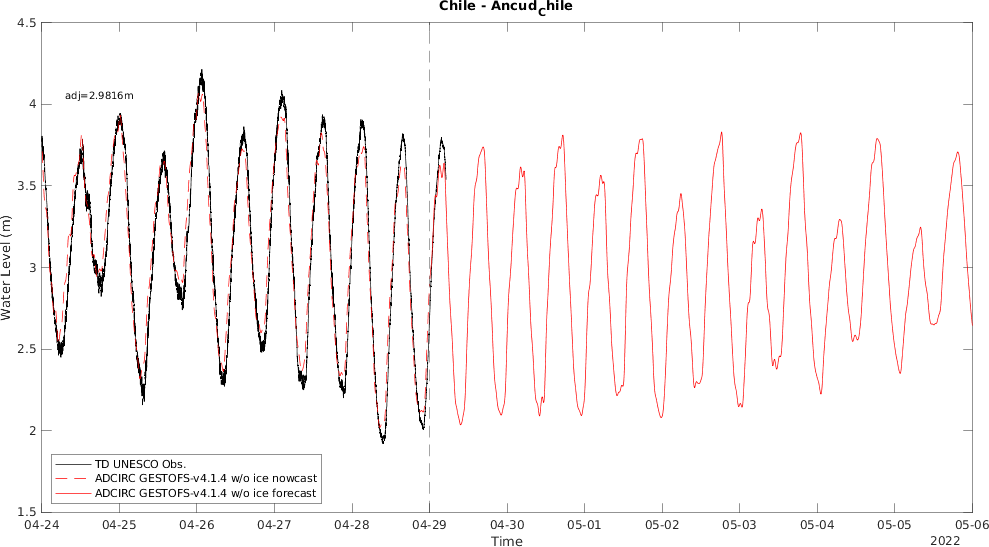 Chile - Ancud_Chile
4.5
adj=2.9816m
4
3.5
3
2.5
2
1.5
Water Level (m)
TD UNESCO Obs.
ADCIRC GESTOFS-v4.1.4 w/o ice nowcast
ADCIRC GESTOFS-v4.1.4 w/o ice forecast
04-24 04-25 04-26 04-27 04-28 04-29 04-30 05-01 05-02 05-03 05-04 05-05 05-06
Time
2022